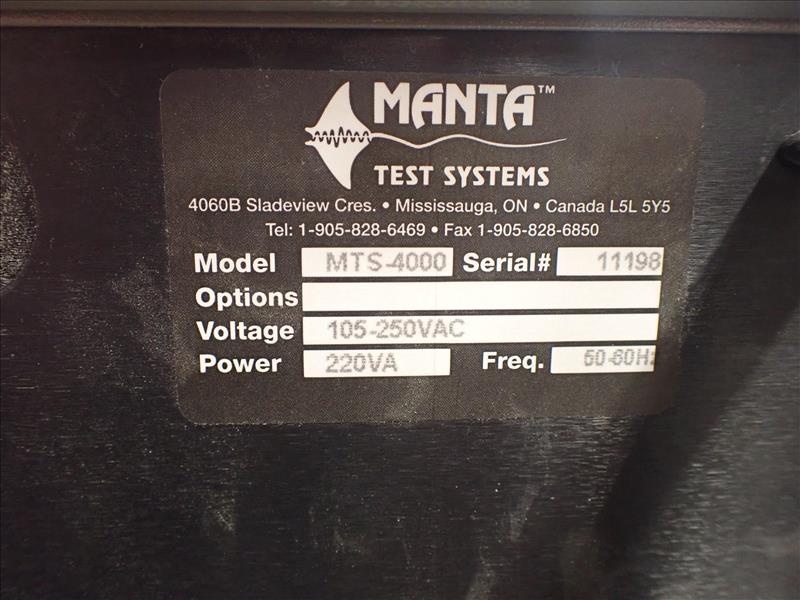 MANTA™
TEST SYSTEMS
4060B Sladeview Cres. • Mississauga, ON • Canada L5L 5Y5
Tel: 1-905-828-6469 • Fax 1-905-828-6850
Model MTS-4000 Serial# 11198
Options
Voltage 105-250VAC
Power 220VA Freq. 50-60Hz